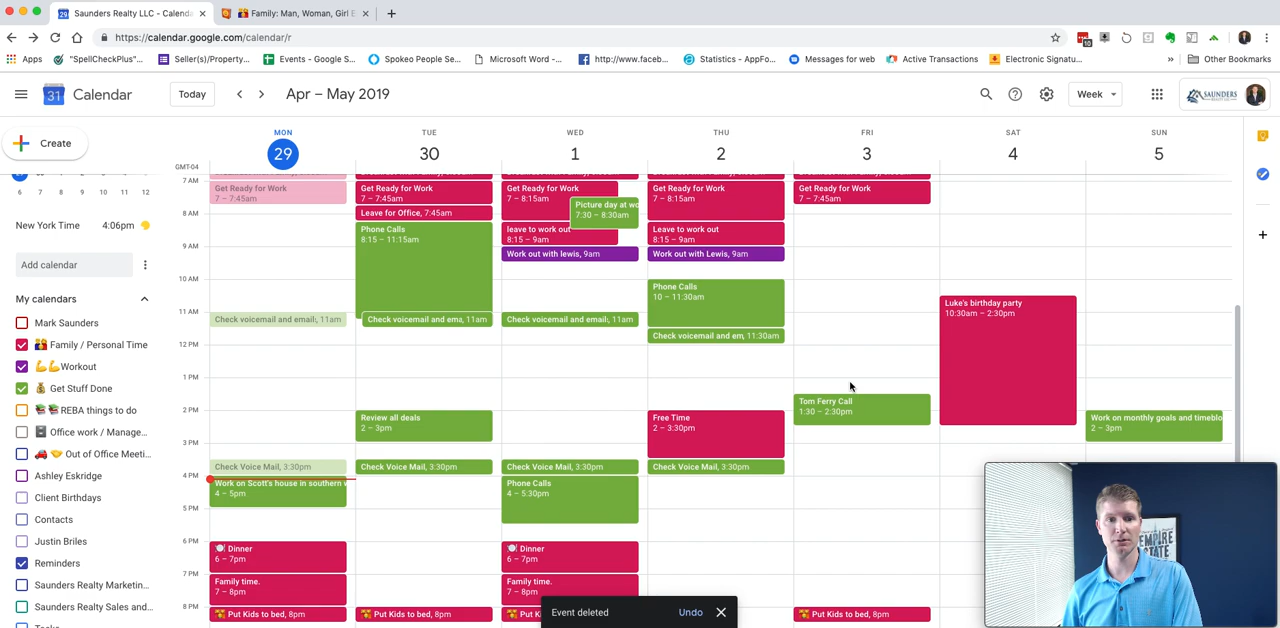 Saunders Realty LLC - Calenda
Family: Man, Woman, Girl B
https://calendar.google.com/calendar/r
10
Apps
"SpellCheckPlus"...
Seller(s)/Property...
Events - Google S...
Spokeo People Se...
Microsoft Word -...
http://www.faceb...
Statistics - AppFo...
Messages for web
Active Transactions
Electronic Signatu...
»
Other Bookmarks
31
Calendar
Today
Apr – May 2019
Week
SAUNDERS
Create
6 7 8 9 10 11 12
New York Time 4:06pm
Add calendar
My calendars
Mark Saunders
Family / Personal Time
Workout
Get Stuff Done
REBA things to do
Office work / Manage...
Out of Office Meeti...
Ashley Eskridge
Client Birthdays
Contacts
Justin Briles
Reminders
Saunders Realty Marketin...
Saunders Realty Sales and...
GMT-04
MON TUE WED THU FRI SAT SUN
29 30 1 2 3 4 5
7 AM
8 AM
9 AM
10 AM
11 AM
12 PM
1 PM
2 PM
3 PM
4 PM
5 PM
6 PM
7 PM
8 PM
Get Ready for Work
7 – 7:45am
Check voicemail and email:, 11am
Check Voice Mail, 3:30pm
Work on Scott's house in southern
4 – 5pm
Dinner
6 – 7pm
Family time.
7 – 8pm
Put Kids to bed, 8pm
Get Ready for Work
7 – 7:45am
Leave for Office, 7:45am
Phone Calls
8:15 – 11:15am
Check voicemail and ema, 11am
Review all deals
2 – 3pm
Check Voice Mail, 3:30pm
Put Kids to bed, 8pm
Get Ready for Work
7 – 8:15am
Picture day at wo
7:30 – 8:30am
leave to work out
8:15 – 9am
Work out with lewis, 9am
Check voicemail and email:, 11am
Check Voice Mail, 3:30pm
Phone Calls
4 – 5:30pm
Dinner
6 – 7pm
Family time.
7 – 8pm
Put K
Get Ready for Work
7 – 8:15am
Leave to work out
8:15 – 9am
Work out with Lewis, 9am
Phone Calls
10 – 11:30am
Check voicemail and em, 11:30am
Free Time
2 – 3:30pm
Check Voice Mail, 3:30pm
Get Ready for Work
7 – 7:45am
Tom Ferry Call
1:30 – 2:30pm
Put Kids to bed, 8pm
Luke's birthday party
10:30am – 2:30pm
Work on monthly goals and timeblo
2 – 3pm
Event deleted Undo
EMPIRE
STATE